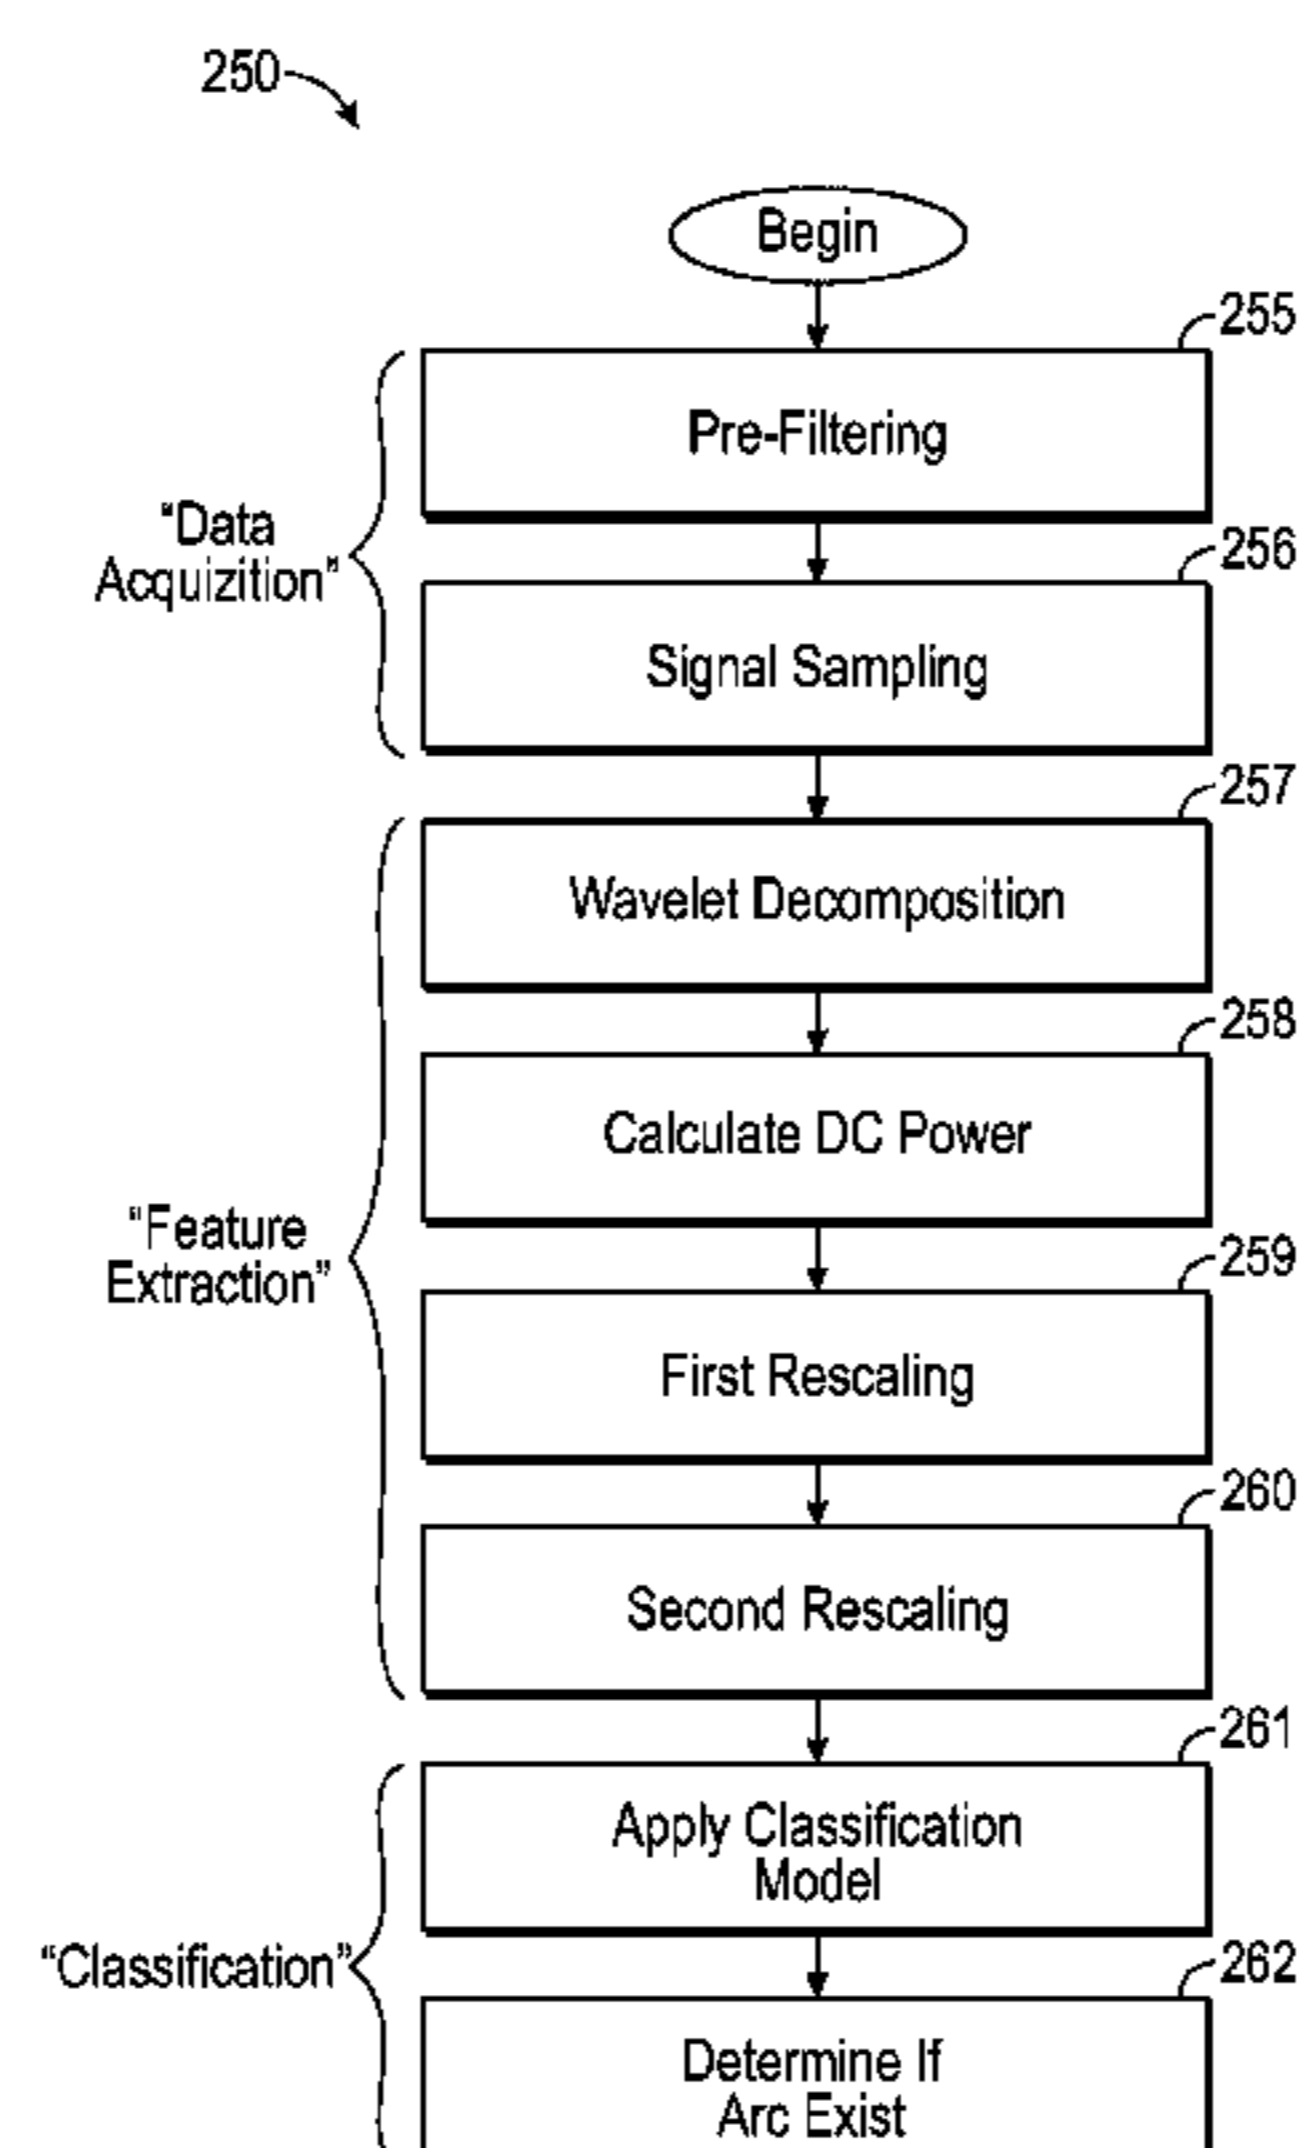 250
Begin
255
Pre-Filtering
"Data
Acquizition"
256
Signal Sampling
257
Wavelet Decomposition
258
Calculate DC Power
"Feature
Extraction"
259
First Rescaling
260
Second Rescaling
261
Apply Classification
Model
"Classification"
262
Determine If
Arc Exist